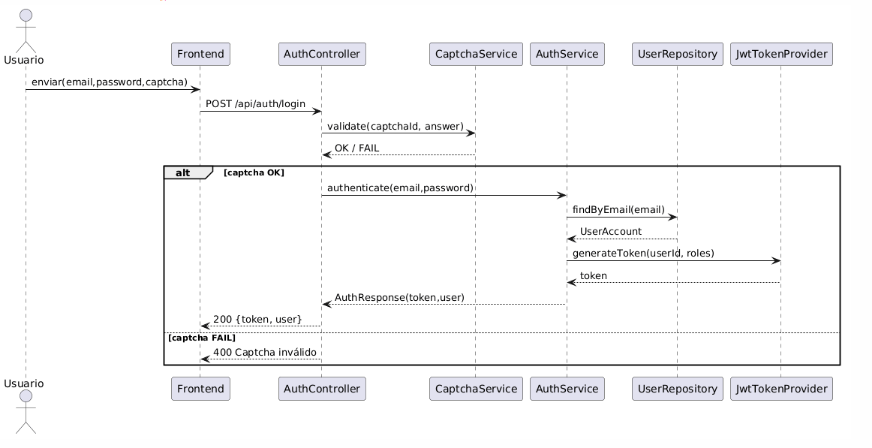 Usuario
Frontend
AuthController
CaptchaService
AuthService
UserRepository
JwtTokenProvider
enviar(email,password,captcha)
POST /api/auth/login
validate(captchaId, answer)
OK / FAIL
alt
[captcha OK]
authenticate(email,password)
findByEmail(email)
UserAccount
generateToken(userId, roles)
token
AuthResponse(token,user)
200 {token, user}
[captcha FAIL]
400 Captcha inválido
Usuario
Frontend
AuthController
CaptchaService
AuthService
UserRepository
JwtTokenProvider